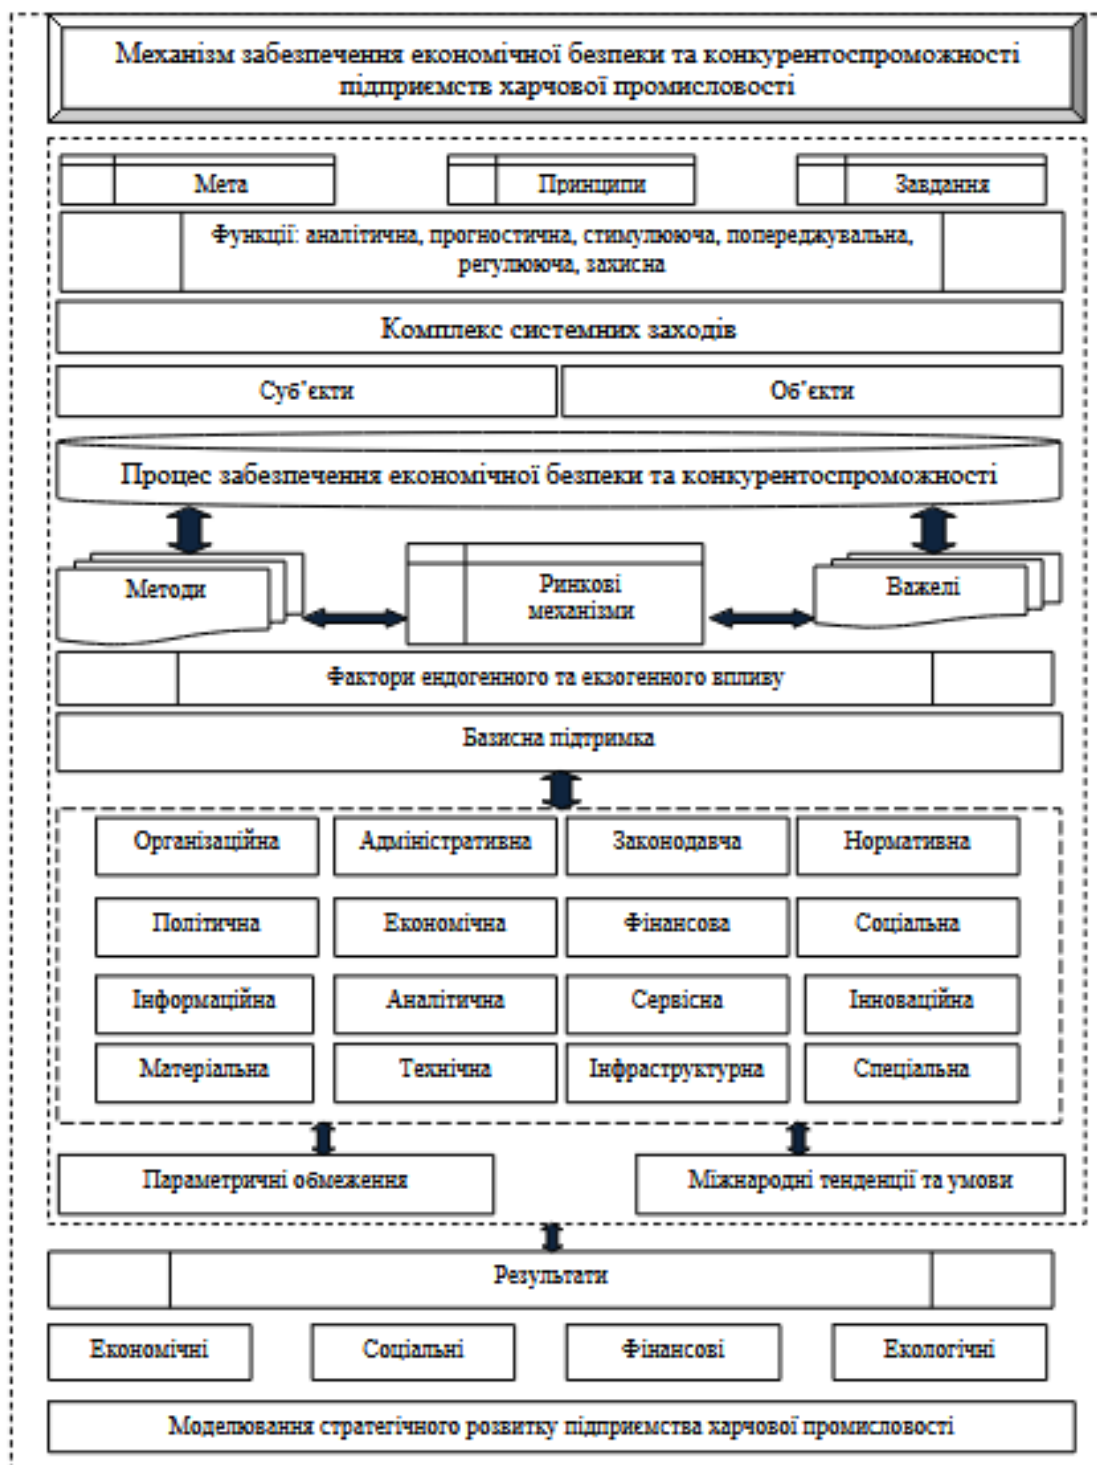 Механізм забезпечення економічної безпеки та конкурентоспроможності
підприємств харчової промисловості
Мета
Принципи
Завдання
Функції: аналітична, прогностична, стимулююча, попереджувальна,
регулююча, захисна
Комплекс системних заходів
Суб'єкти
Об'єкти
Процес забезпечення економічної безпеки та конкурентоспроможності
Методи
Ринкові
механізми
Важелі
Фактори ендогенного та екзогенного впливу
Базисна підтримка
Організаційна
Адміністративна
Законодавча
Нормативна
Політична
Економічна
Фінансова
Соціальна
Інформаційна
Аналітична
Сервісна
Інноваційна
Матеріальна
Технічна
Інфраструктурна
Спеціальна
Параметричні обмеження
Міжнародні тенденції та умови
Результати
Економічні
Соціальні
Фінансові
Екологічні
Моделювання стратегічного розвитку підприємства харчової промисловості